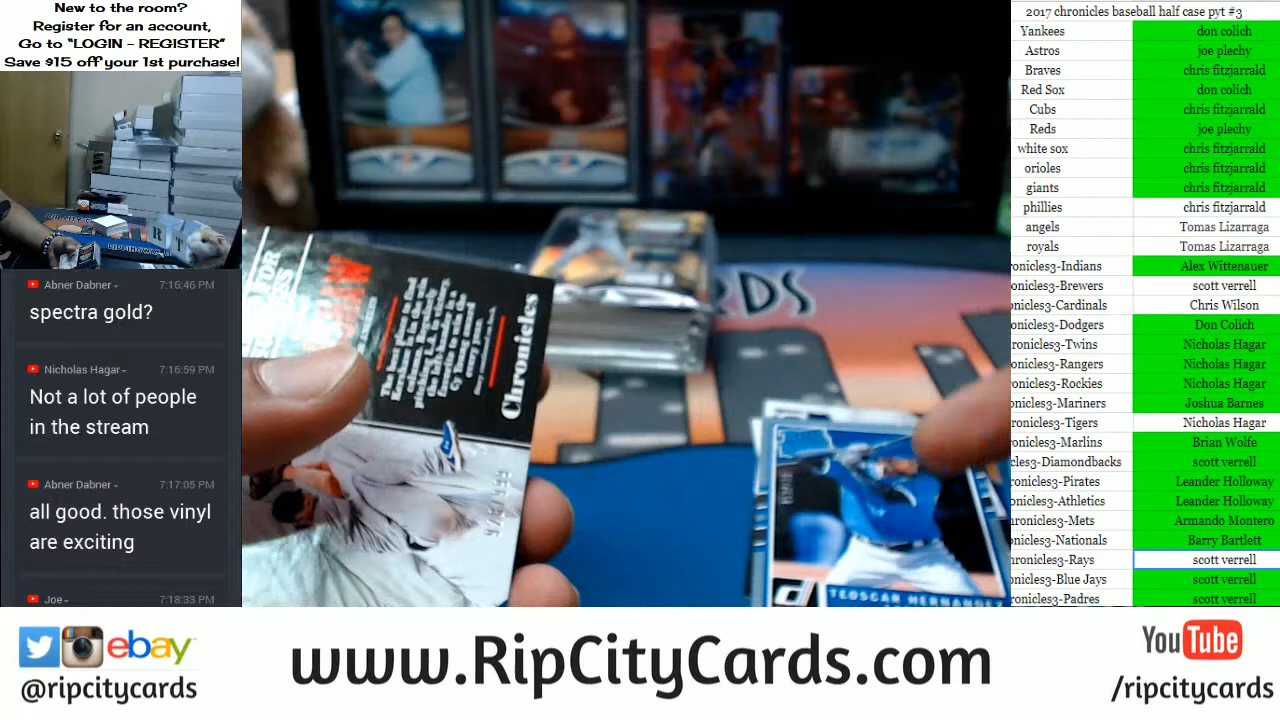 New to the room?
Register for an account,
Go to “LOGIN - REGISTER”
Save $15 off your 1st purchase!
Abner Dabner 7:16:46 PM
spectra gold?
Nicholas Hagar 7:16:59 PM
Not a lot of people
in the stream
Abner Dabner 7:17:05 PM
all good. those vinyl
are exciting
Joe 7:18:33 PM
Chronicles
TEOSCAR HERNANDEZ
2017 chronicles baseball half case pyt #3
Yankees don colich
Astros joe plechy
Braves chris fitzjarrald
Red Sox don colich
Cubs chris fitzjarrald
Reds joe plechy
white sox chris fitzjarrald
orioles chris fitzjarrald
giants chris fitzjarrald
phillies chris fitzjarrald
angels Tomas Lizarraga
royals Tomas Lizarraga
ronicles3-Indians Alex Wittenauer
onicles3-Brewers scott verrell
onicles3-Cardinals Chris Wilson
onicles3-Dodgers Don Colich
ronicles3-Twins Nicholas Hagar
onicles3-Rangers Nicholas Hagar
onicles3-Rockies Nicholas Hagar
onicles3-Mariners Joshua Barnes
ronicles3-Tigers Nicholas Hagar
onicles3-Marlins Brian Wolfe
cles3-Diamondbacks scott verrell
onicles3-Pirates Leander Holloway
onicles3-Athletics Leander Holloway
hronicles3-Mets Armando Montero
onicles3-Nationals Barry Bartlett
hronicles3-Rays scott verrell
onicles3-Blue Jays scott verrell
onicles3-Padres scott verrell
ebay
@ripcitycards
www.RipCityCards.com
YouTube
/ripcitycards